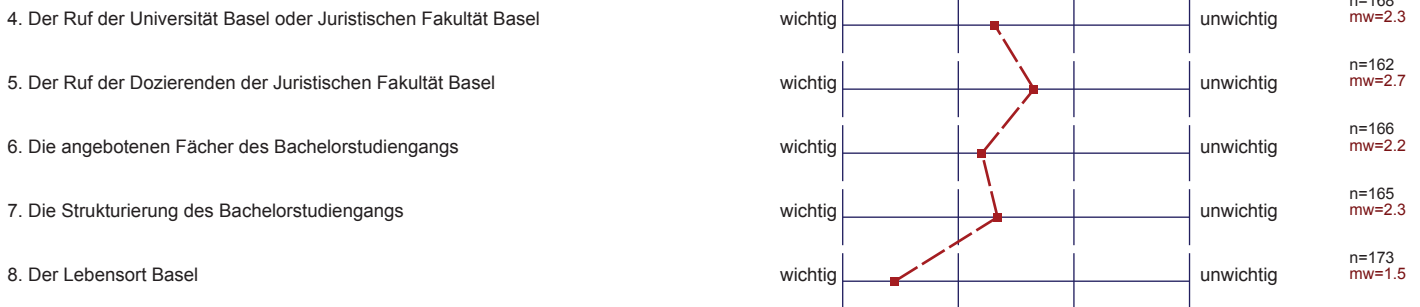 4. Der Ruf der Universität Basel oder Juristischen Fakultät Basel wichtig unwichtig n=168
mw=2.3
5. Der Ruf der Dozierenden der Juristischen Fakultät Basel wichtig unwichtig n=162
mw=2.7
6. Die angebotenen Fächer des Bachelorstudiengangs wichtig unwichtig n=166
mw=2.2
7. Die Strukturierung des Bachelorstudiengangs wichtig unwichtig n=165
mw=2.3
8. Der Lebensort Basel wichtig unwichtig n=173
mw=1.5